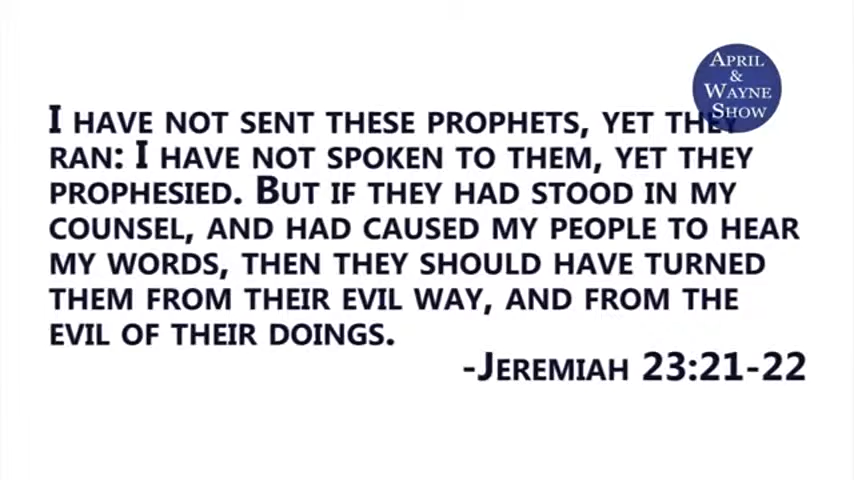 April
&
Wayne
Show
I have not sent these prophets, yet they
ran: I have not spoken to them, yet they
prophesied. But if they had stood in my
counsel, and had caused my people to hear
my words, then they should have turned
them from their evil way, and from the
evil of their doings.
-Jeremiah 23:21-22